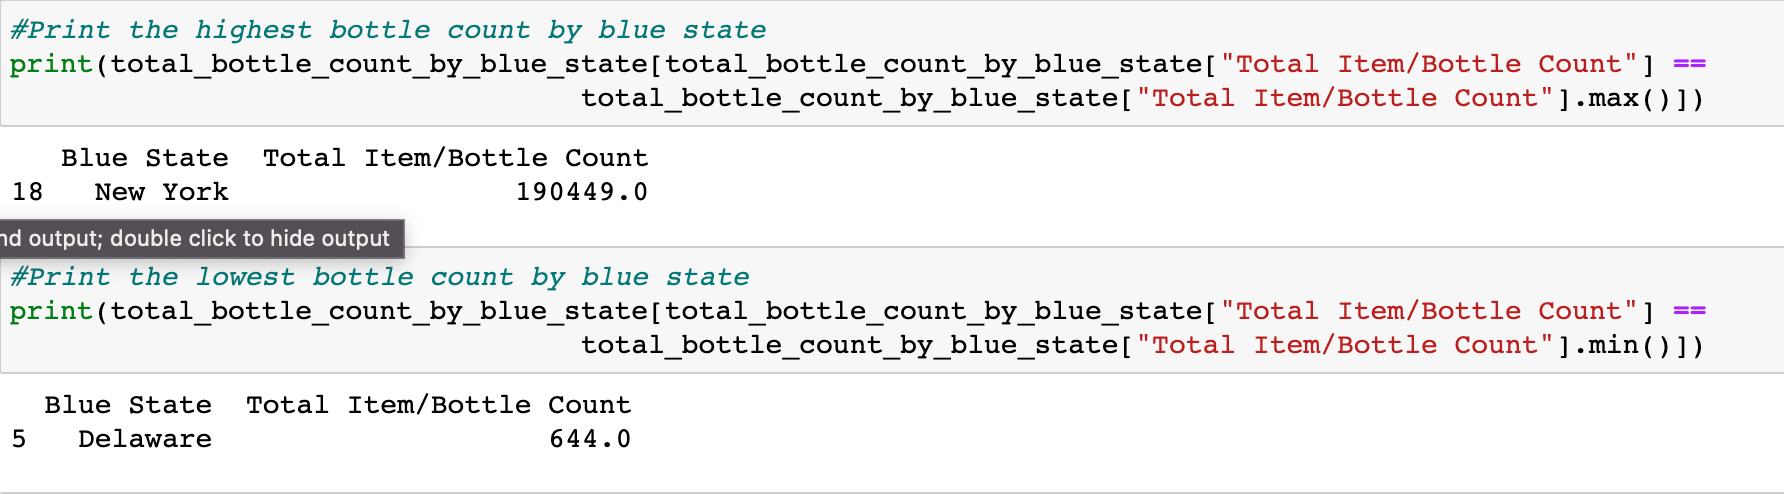 #Print the highest bottle count by blue state
print(total_bottle_count_by_blue_state[total_bottle_count_by_blue_state["Total Item/Bottle Count"] ==
total_bottle_count_by_blue_state["Total Item/Bottle Count"].max()])
Blue State  Total Item/Bottle Count
18   New York                 190449.0
output; double click to hide output
#Print the lowest bottle count by blue state
print(total_bottle_count_by_blue_state[total_bottle_count_by_blue_state["Total Item/Bottle Count"] ==
total_bottle_count_by_blue_state["Total Item/Bottle Count"].min()])
Blue State  Total Item/Bottle Count
5   Delaware                    644.0